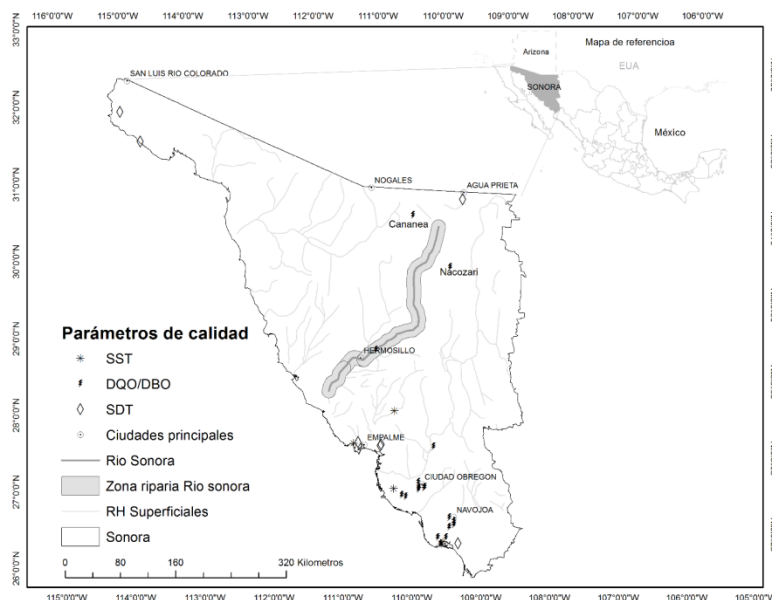 116°0'0"W 115°0'0"W 114°0'0"W 113°0'0"W 112°0'0"W 111°0'0"W 110°0'0"W 109°0'0"W 108°0'0"W 107°0'0"W 106°0'0"W
33°0'0"N
32°0'0"N
31°0'0"N
30°0'0"N
29°0'0"N
28°0'0"N
27°0'0"N
26°0'0"N
Mapa de referencioa
Arizona
EUA
SONORA
México
SAN LUIS RIO COLORADO
NOGALES
AGUA PRIETA
Cananea
Nacozari
HERMOSILLO
EMPALME
CIUDAD OBREGON
NAVOJOA
Parámetros de calidad
SST
DQO/DBO
SDT
Ciudades principales
Rio Sonora
Zona riparia Rio sonora
RH Superficiales
Sonora
0 80 160 320 Kilometros
115°0'0"W 114°0'0"W 113°0'0"W 112°0'0"W 111°0'0"W 110°0'0"W 109°0'0"W 108°0'0"W 107°0'0"W 106°0'0"W 105°0'0"W